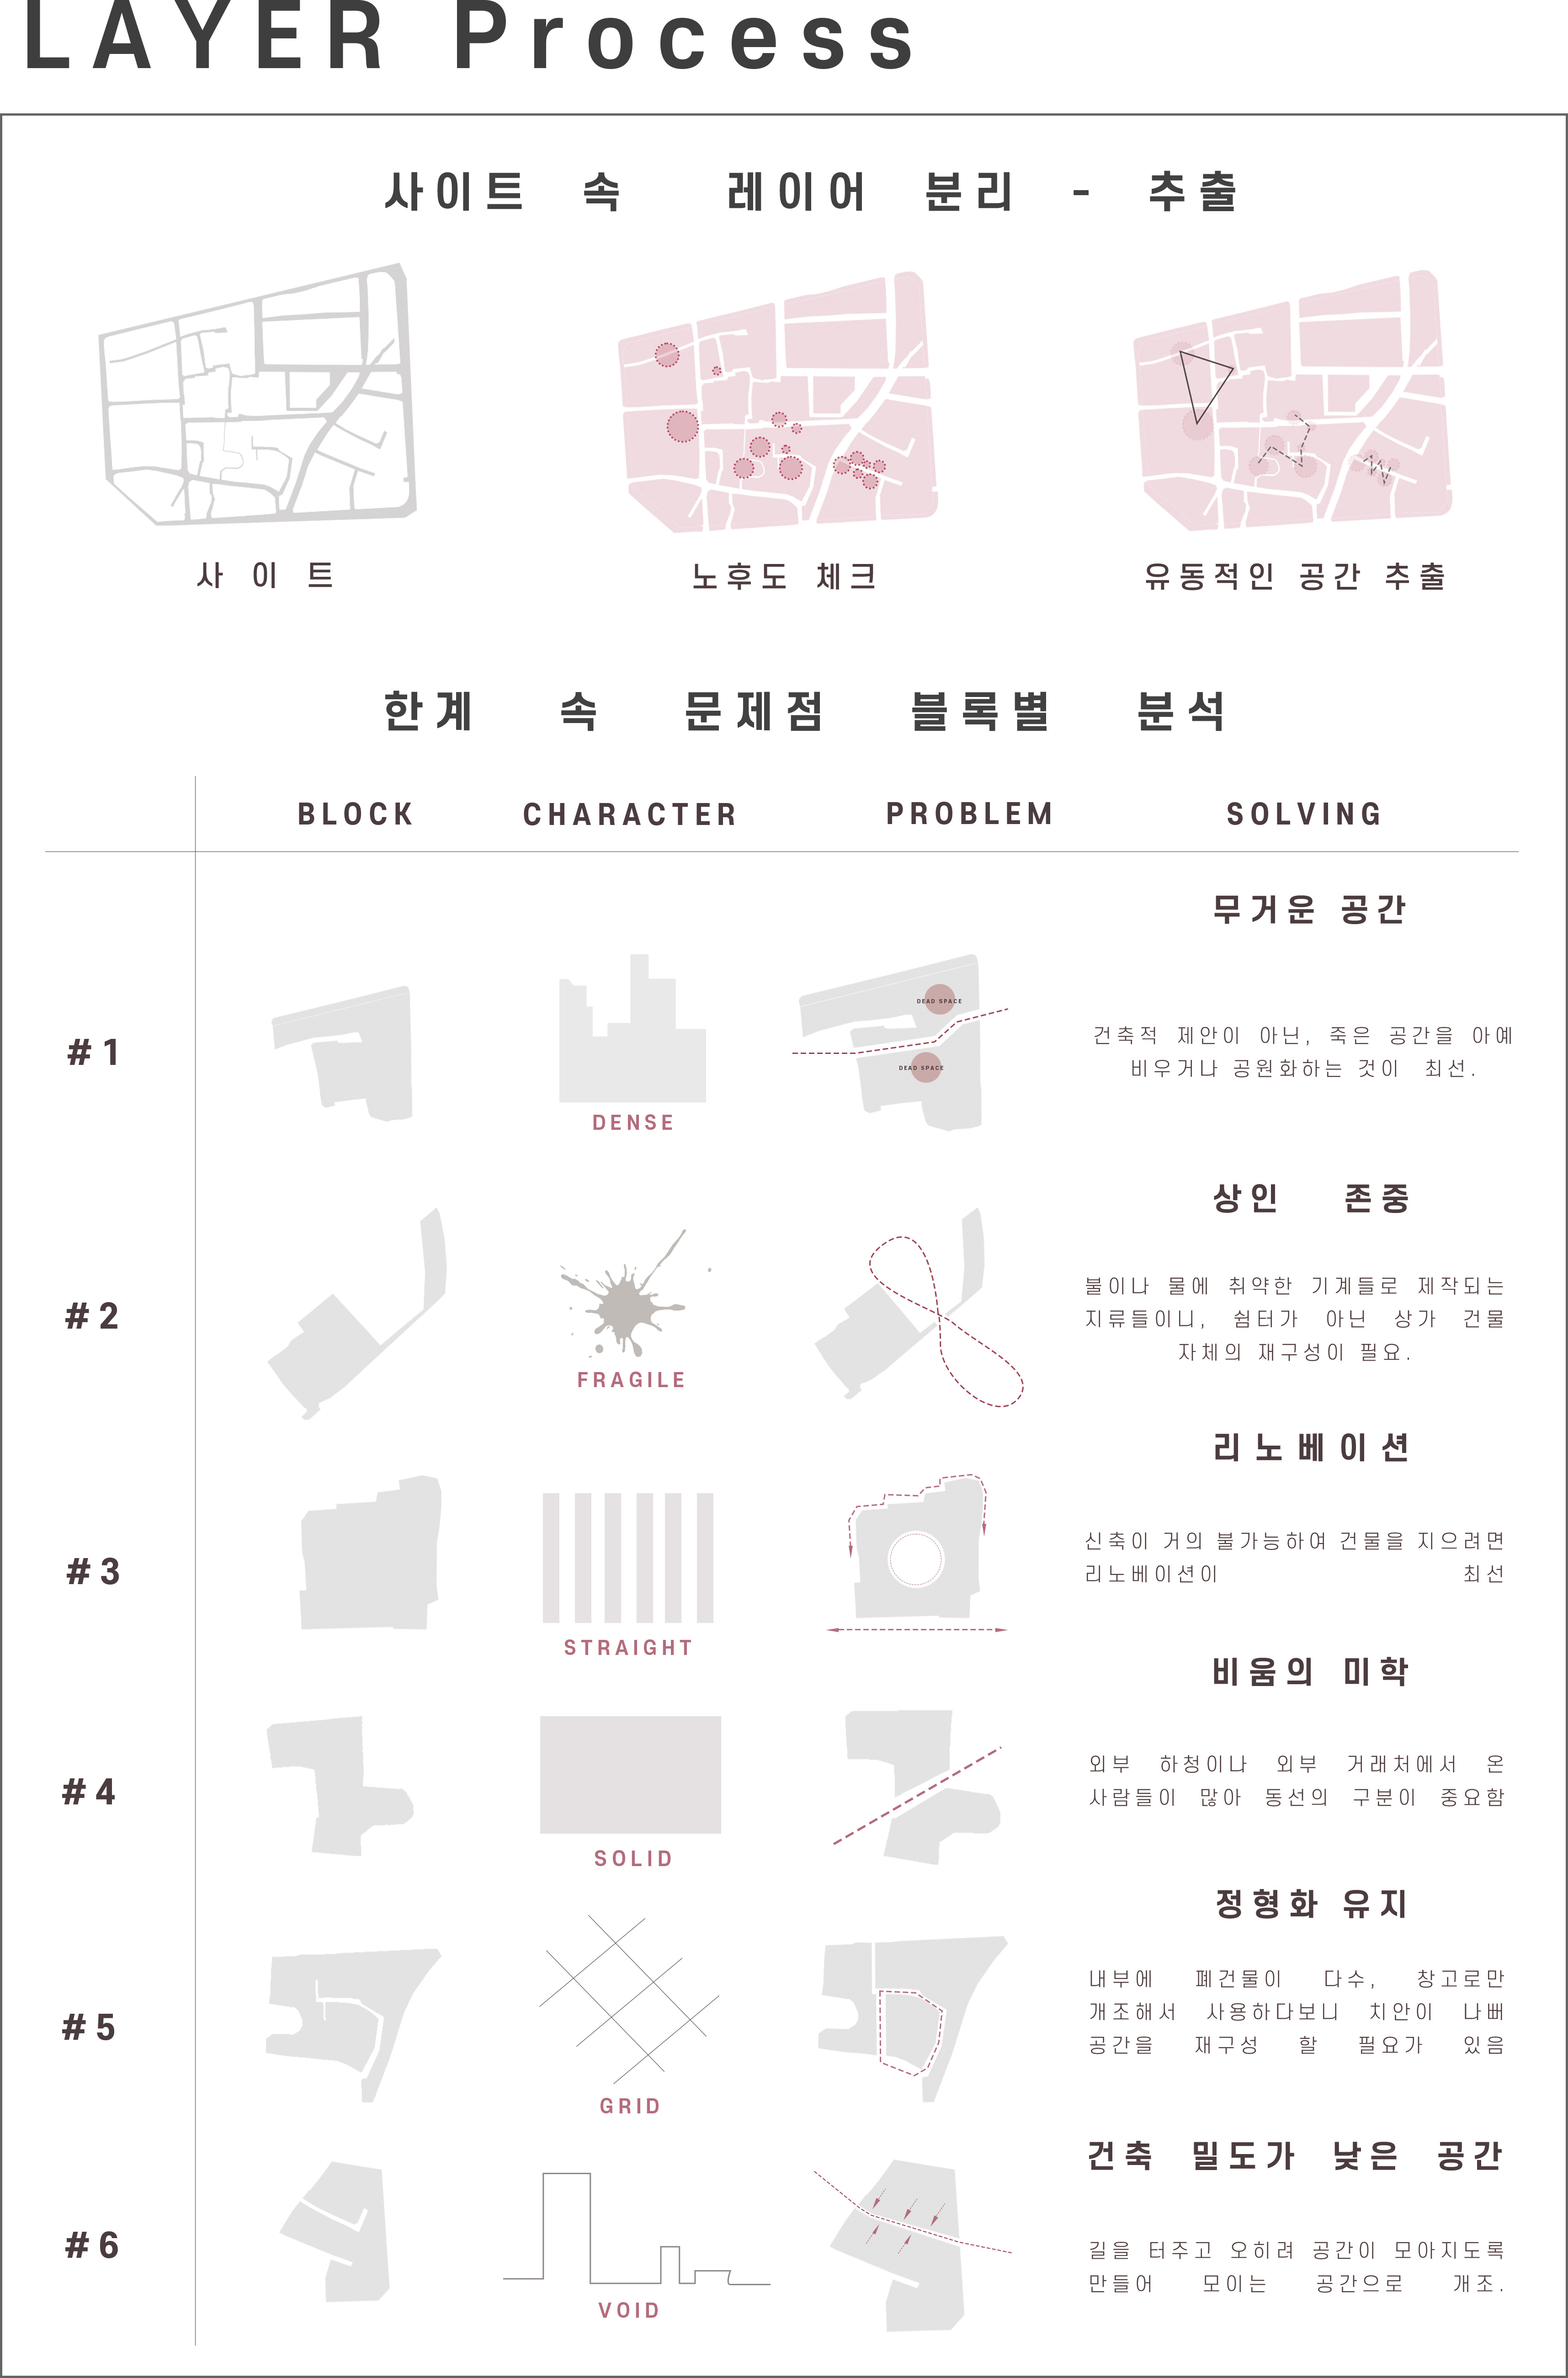 LAYER Process
사이트 속 레이어 분리 - 추출
사 이 트
노후도 체크
유동적인 공간 추출
한계 속 문제점 블록별 분석
BLOCK CHARACTER PROBLEM SOLVING
#1
DENSE
DEAD SPACE
DEAD SPACE
무거운 공간
건축적 제안이 아닌, 죽은 공간을 아예
비우거나 공원화하는 것이 최선.
#2
FRAGILE
상인 존중
불이나 물에 취약한 기계들로 제작되는
지류들이니, 쉼터가 아닌 상가 건물
자체의 재구성이 필요.
#3
STRAIGHT
리노베이션
신축이 거의 불가능하여 건물을 지으려면
리노베이션이 최선
#4
SOLID
비움의 미학
외부 하청이나 외부 거래처에서 온
사람들이 많아 동선의 구분이 중요함
#5
GRID
정형화 유지
내부에 폐건물이 다수, 창고로만
개조해서 사용하다보니 치안이 나빠
공간을 재구성 할 필요가 있음
#6
VOID
건축 밀도가 낮은 공간
길을 터주고 오히려 공간이 모아지도록
만들어 모이는 공간으로 개조.